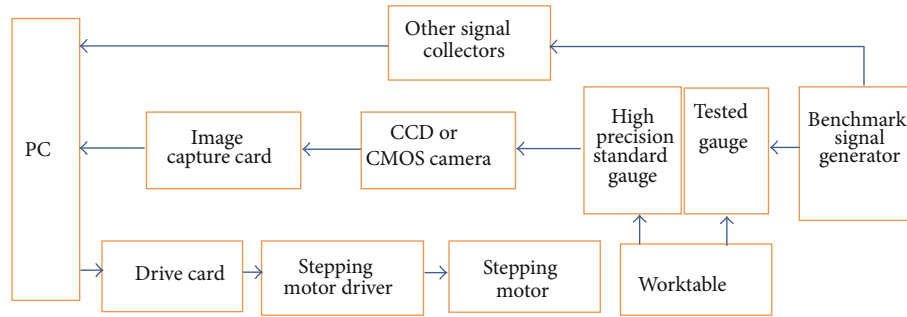 Other signal
collectors
PC
Image
capture card
CCD or
CMOS camera
High
precision
standard
gauge
Tested
gauge
Benchmark
signal
generator
Drive card
Stepping
motor driver
Stepping
motor
Worktable